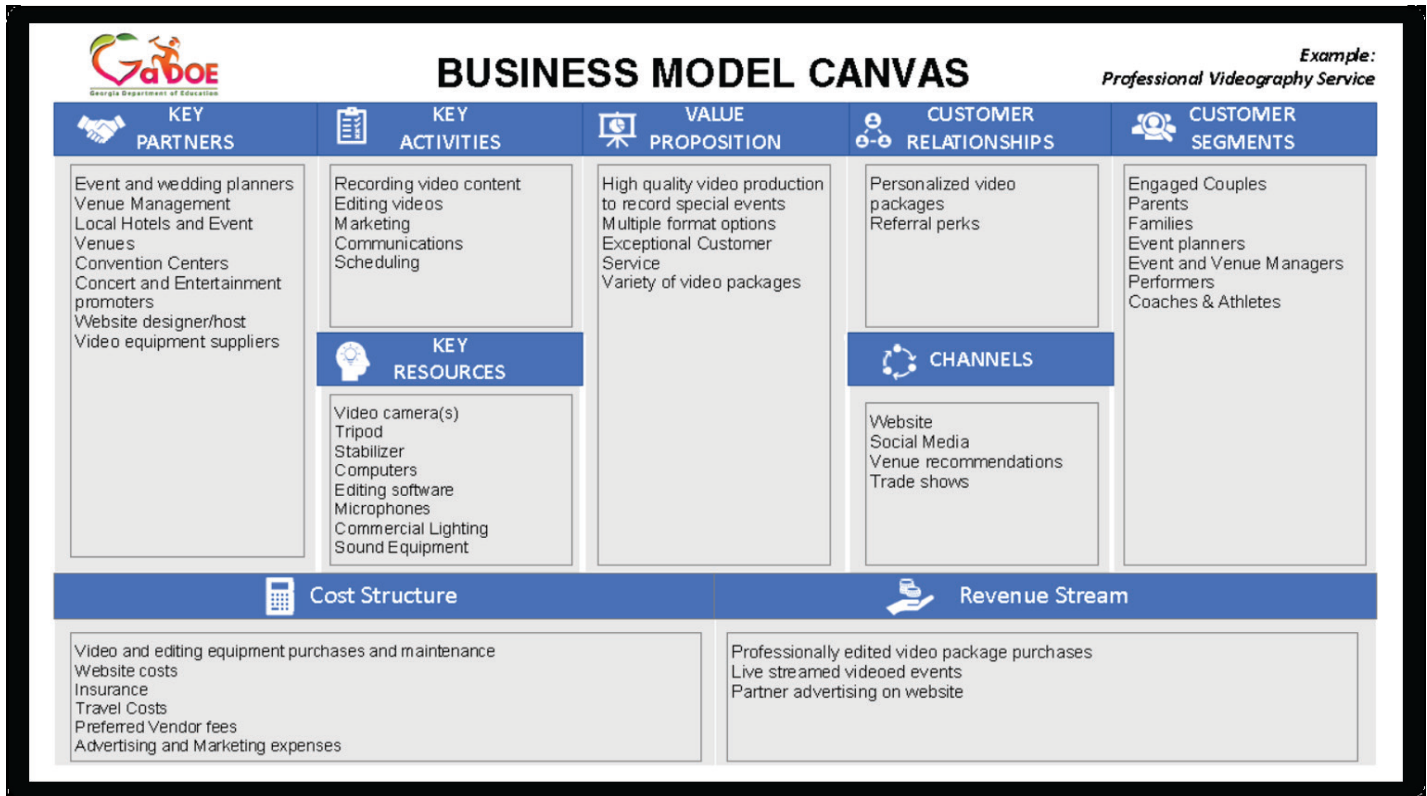 GaDOE
Georgia Department of Education
BUSINESS MODEL CANVAS
Example:
Professional Videography Service
KEY
PARTNERS
Event and wedding planners
Venue Management
Local Hotels and Event
Venues
Convention Centers
Concert and Entertainment
promoters
Website designer/host
Video equipment suppliers
KEY
ACTIVITIES
Recording video content
Editing videos
Marketing
Communications
Scheduling
KEY
RESOURCES
Video camera(s)
Tripod
Stabilizer
Computers
Editing software
Microphones
Commercial Lighting
Sound Equipment
VALUE
PROPOSITION
High quality video production
to record special events
Multiple format options
Exceptional Customer
Service
Variety of video packages
CUSTOMER
RELATIONSHIPS
Personalized video
packages
Referral perks
CHANNELS
Website
Social Media
Venue recommendations
Trade shows
CUSTOMER
SEGMENTS
Engaged Couples
Parents
Families
Event planners
Event and Venue Managers
Performers
Coaches & Athletes
Cost Structure
Video and editing equipment purchases and maintenance
Website costs
Insurance
Travel Costs
Preferred Vendor fees
Advertising and Marketing expenses
Revenue Stream
Professionally edited video package purchases
Live streamed videoed events
Partner advertising on website